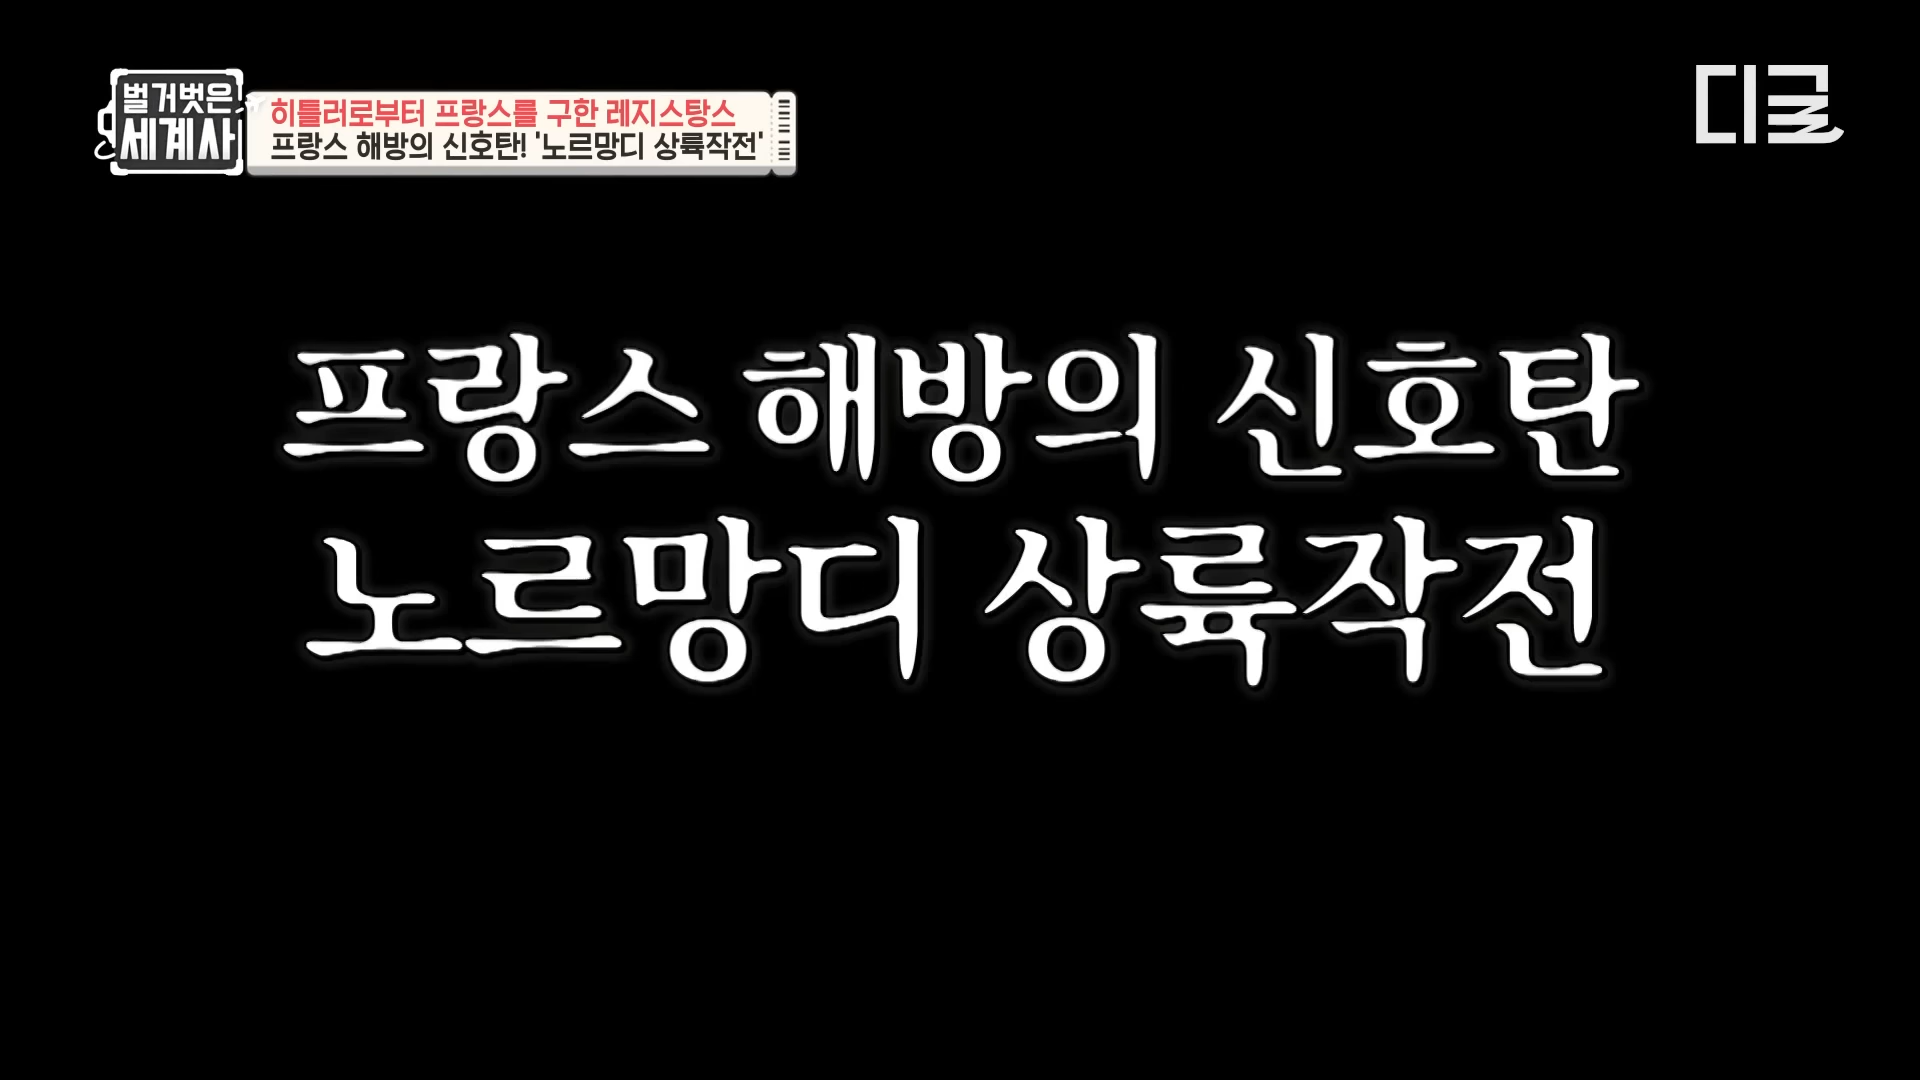 벌거벗은
세계사
히틀러로부터 프랑스를 구한 레지스탕스
프랑스 해방의 신호탄! '노르망디 상륙작전'
디글
프랑스 해방의 신호탄
노르망디 상륙작전